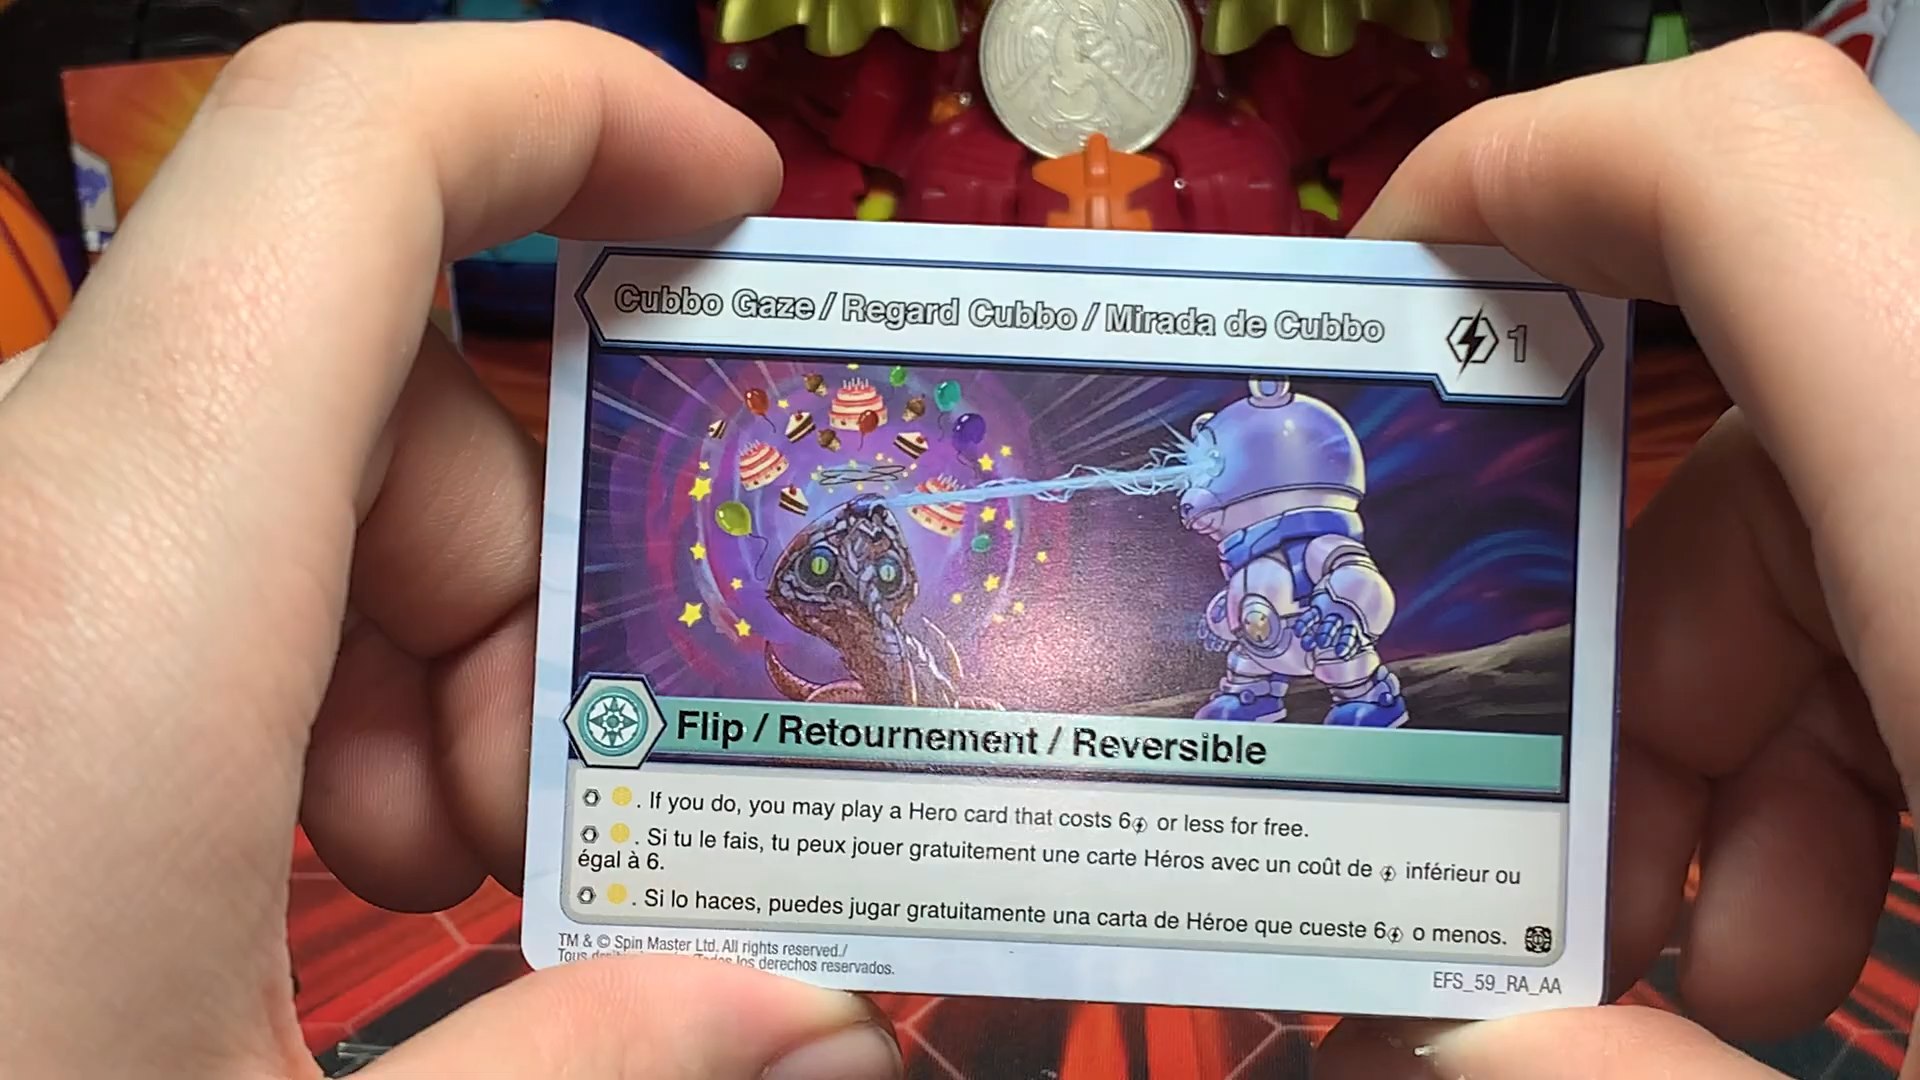 Cubbo Gaze / Regard Cubbo / Mirada de Cubbo 1
Flip / Retournement / Reversible
. If you do, you may play a Hero card that costs 6 or less for free.
. Si tu le fais, tu peux jouer gratuitement une carte Héros avec un coût de inférieur ou
égal à 6.
. Si lo haces, puedes jugar gratuitamente una carta de Héroe que cueste 6 o menos.
TM & © Spin Master Ltd. All rights reserved./
Tous los derechos reservados.
EFS_59_RA_AA